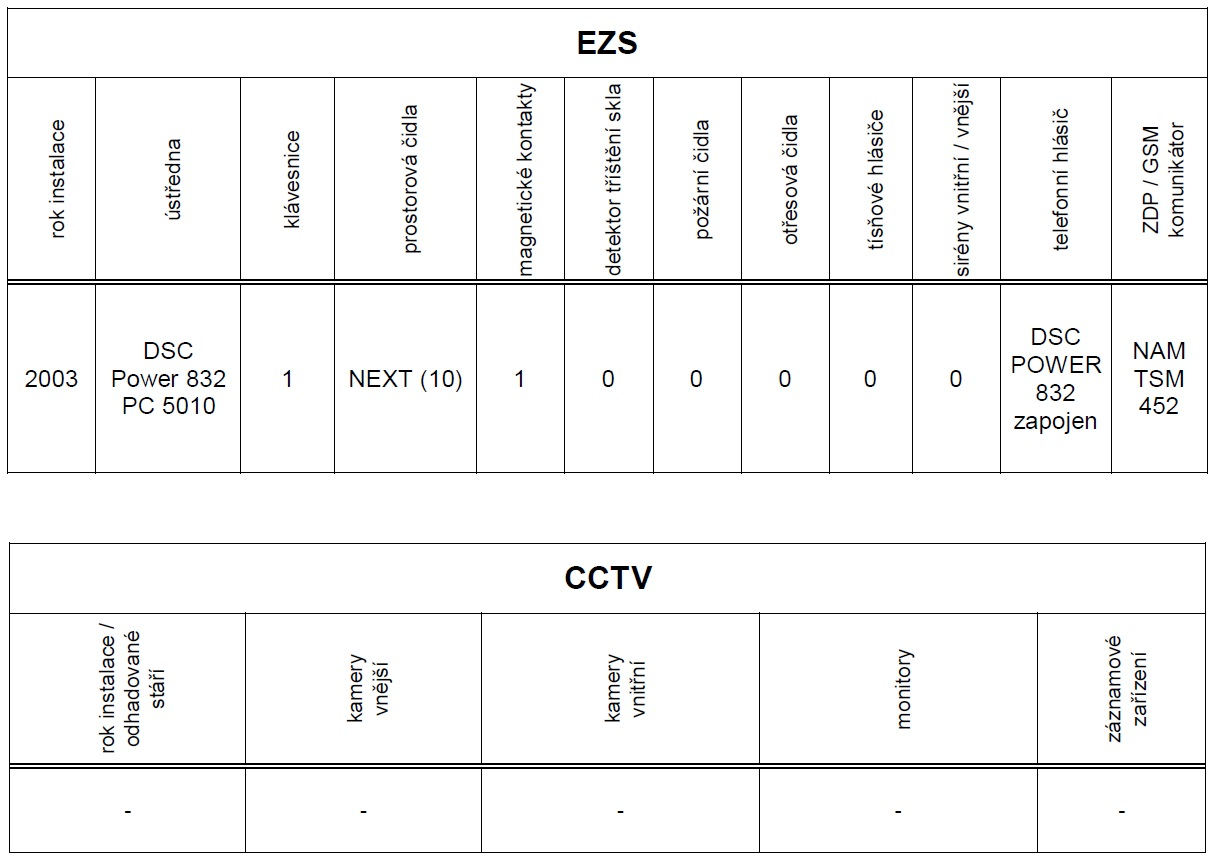 EZS
rok instalace
ústředna
klávesnice
prostorová čidla
magnetické kontakty
detektor tříštění skla
požární čidla
otřesová čidla
tísňové hlásiče
sirény vnitřní / vnější
telefonní hlásič
ZDP / GSM
komunikátor
2003
DSC
Power 832
PC 5010
1
NEXT (10)
1
0
0
0
0
0
DSC
POWER
832
zapojen
NAM
TSM
452
CCTV
rok instalace /
odhadované
stáří
kamery
vnější
kamery
vnitřní
monitory
záznamové
zařízení
-
-
-
-
-